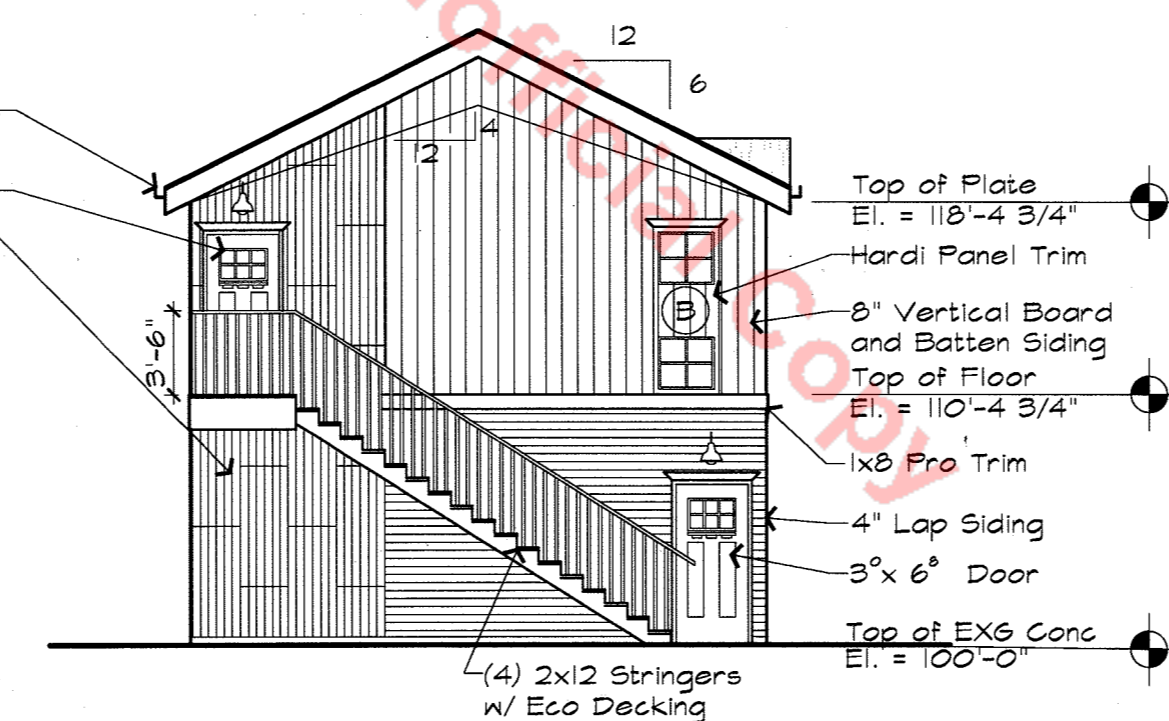 12
6
4
12
Top of Plate
El. = 118'-4 3/4"
Hardi Panel Trim
B
8" Vertical Board
and Batten Siding
3'-6"
Top of Floor
El. = 110'-4 3/4"
1x8 Pro Trim
4" Lap Siding
3⁰x 6⁸ Door
Top of EXG Conc
El. = 100'-0"
(4) 2x12 Stringers
w/ Eco Decking
official Copy